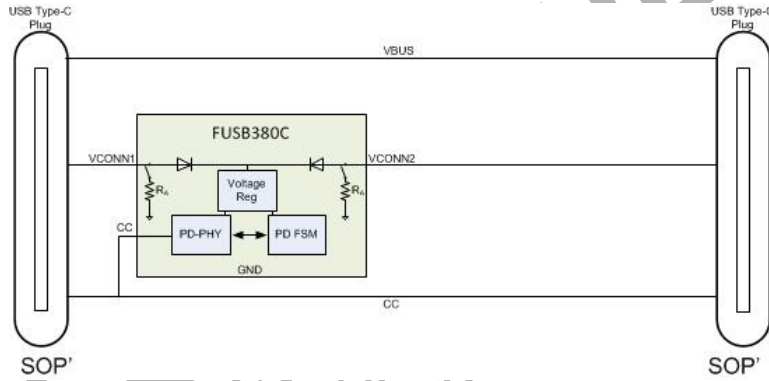 USB Type-C
Plug
USB Type-C
Plug
VBUS
FUSB380C
VCONN1
VCONN2
RA
Voltage
Reg
RA
CC
PD-PHY
PD FSM
GND
CC
SOP'
SOP'